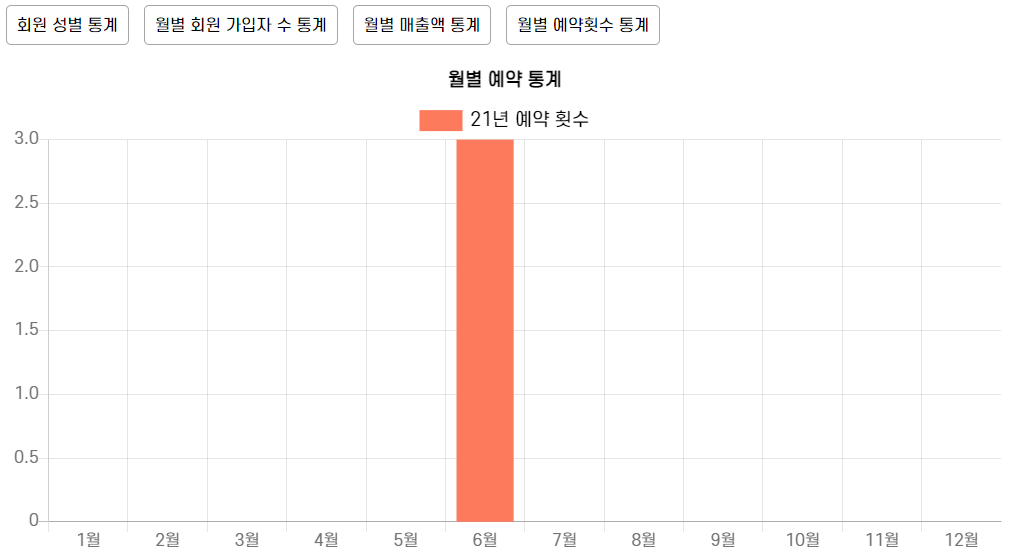 회원 성별 통계 월별 회원 가입자 수 통계 월별 매출액 통계 월별 예약횟수 통계
월별 예약 통계
21년 예약 횟수
3.0
2.5
2.0
1.5
1.0
0.5
0
1월 2월 3월 4월 5월 6월 7월 8월 9월 10월 11월 12월